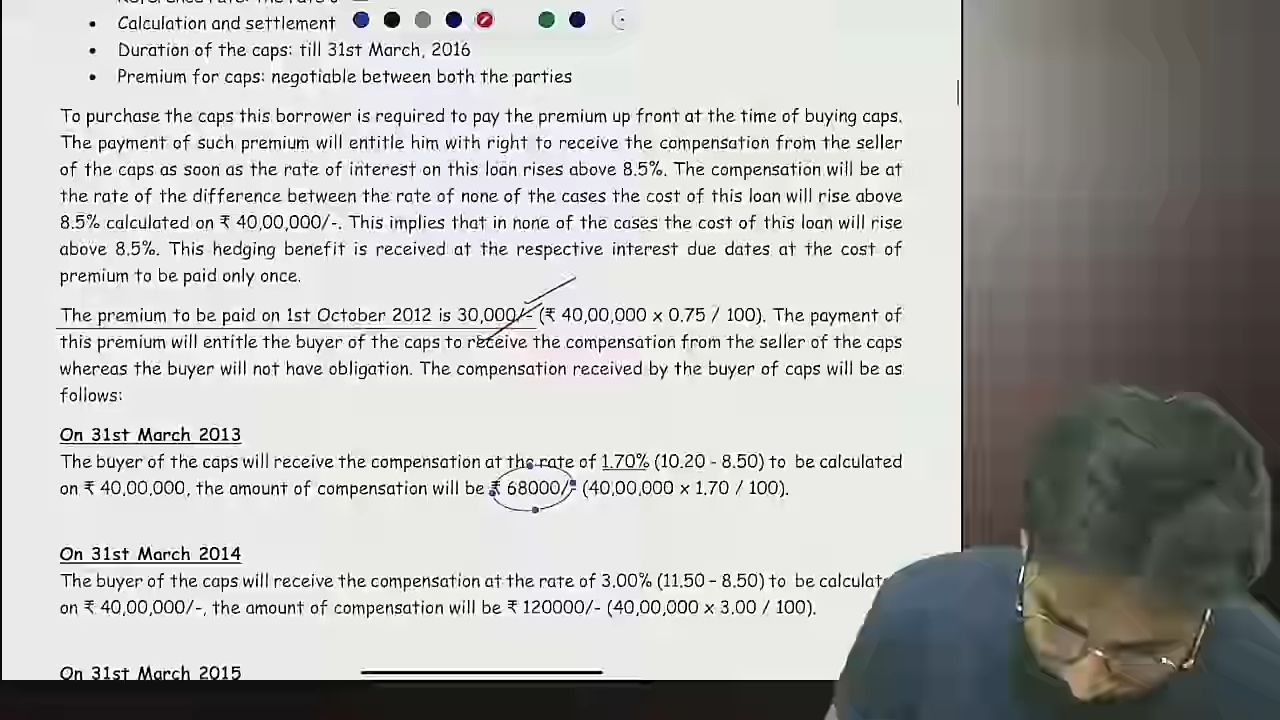 • Calculation and settlement
• Duration of the caps: till 31st March, 2016
• Premium for caps: negotiable between both the parties
To purchase the caps this borrower is required to pay the premium up front at the time of buying caps.
The payment of such premium will entitle him with right to receive the compensation from the seller
of the caps as soon as the rate of interest on this loan rises above 8.5%. The compensation will be at
the rate of the difference between the rate of none of the cases the cost of this loan will rise above
8.5% calculated on ₹ 40,00,000/-. This implies that in none of the cases the cost of this loan will rise
above 8.5%. This hedging benefit is received at the respective interest due dates at the cost of
premium to be paid only once.
The premium to be paid on 1st October 2012 is 30,000/- (₹ 40,00,000 x 0.75 / 100). The payment of
this premium will entitle the buyer of the caps to receive the compensation from the seller of the caps
whereas the buyer will not have obligation. The compensation received by the buyer of caps will be as
follows:
On 31st March 2013
The buyer of the caps will receive the compensation at the rate of 1.70% (10.20 - 8.50) to be calculated
on ₹ 40,00,000, the amount of compensation will be ₹ 68000/- (40,00,000 x 1.70 / 100).
On 31st March 2014
The buyer of the caps will receive the compensation at the rate of 3.00% (11.50 – 8.50) to be calculat
on ₹ 40,00,000/-, the amount of compensation will be ₹ 120000/- (40,00,000 x 3.00 / 100).
On 31st March 2015